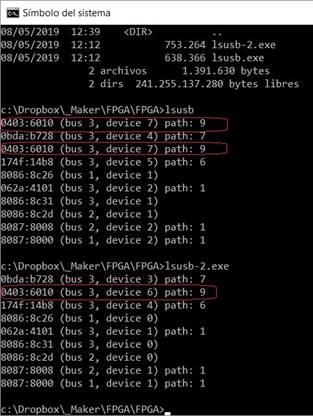 Símbolo del sistema
08/05/2019 12:39 <DIR> ..
08/05/2019 12:12 753.264 lsusb-2.exe
08/05/2019 12:12 638.366 lsusb.exe
2 archivos 1.391.630 bytes
2 dirs 241.255.137.280 bytes libres
c:\Dropbox\_Maker\FPGA\FPGA>lsusb
0403:6010 (bus 3, device 7) path: 9
0bda:b728 (bus 3, device 4) path: 7
0403:6010 (bus 3, device 7) path: 9
174f:14b8 (bus 3, device 5) path: 6
8086:8c26 (bus 1, device 1)
062a:4101 (bus 3, device 2) path: 1
8086:8c31 (bus 3, device 1)
8086:8c2d (bus 2, device 1)
8087:8008 (bus 2, device 2) path: 1
8087:8000 (bus 1, device 2) path: 1
c:\Dropbox\_Maker\FPGA\FPGA>lsusb-2.exe
0bda:b728 (bus 3, device 3) path: 7
0403:6010 (bus 3, device 6) path: 9
174f:14b8 (bus 3, device 4) path: 6
8086:8c26 (bus 1, device 0)
062a:4101 (bus 3, device 1) path: 1
8086:8c31 (bus 3, device 0)
8086:8c2d (bus 2, device 0)
8087:8008 (bus 2, device 1) path: 1
8087:8000 (bus 1, device 1) path: 1
c:\Dropbox\_Maker\FPGA\FPGA>